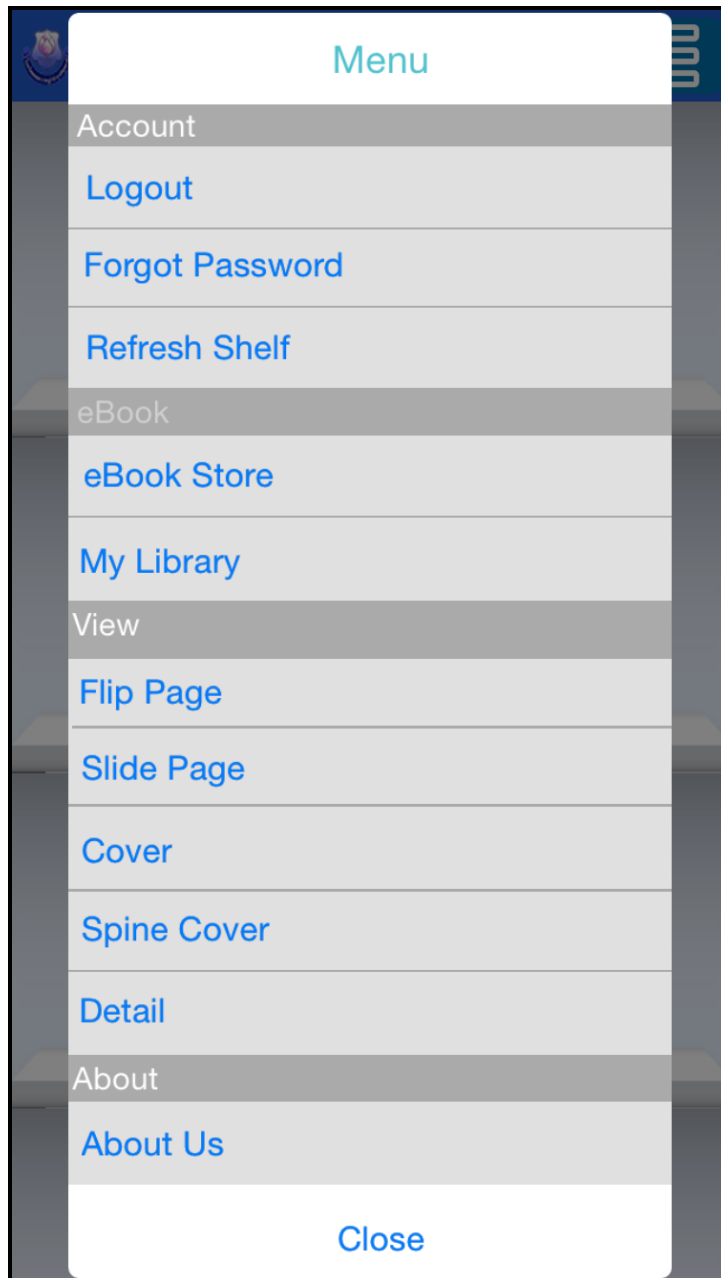 Menu
Account
Logout
Forgot Password
Refresh Shelf
eBook
eBook Store
My Library
View
Flip Page
Slide Page
Cover
Spine Cover
Detail
About
About Us
Close